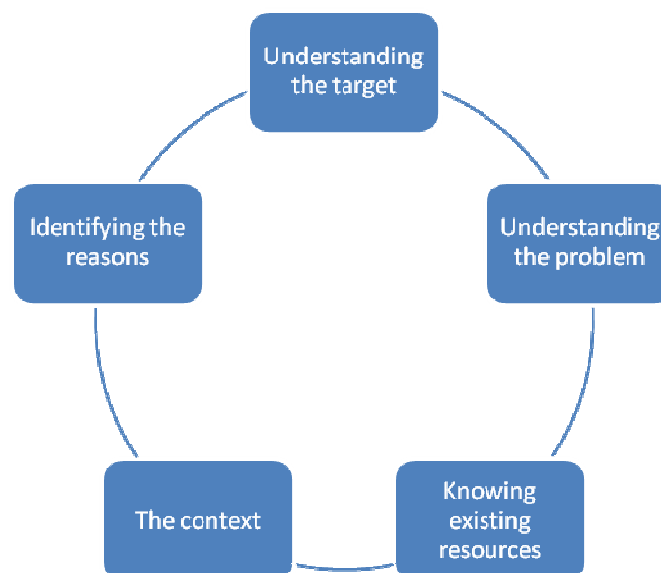 Understanding
the target
Understanding
the problem
Knowing
existing
resources
The context
Identifying the
reasons